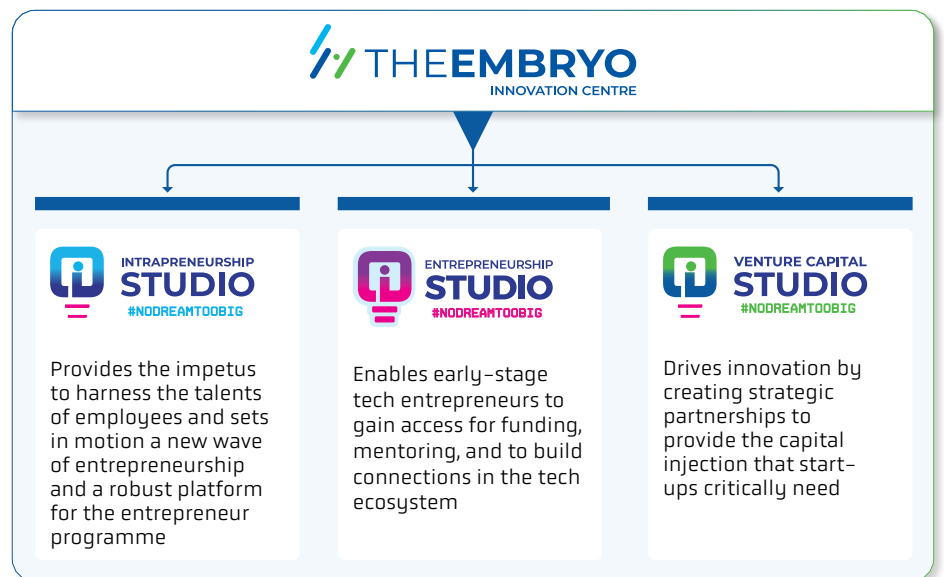 THEEMBRYO
INNOVATION CENTRE
INTRAPRENEURSHIP
STUDIO
#NODREAMTOOBIG
Provides the impetus
to harness the talents
of employees and sets
in motion a new wave
of entrepreneurship
and a robust platform
for the entrepreneur
programme
ENTREPRENEURSHIP
STUDIO
#NODREAMTOOBIG
Enables early-stage
tech entrepreneurs to
gain access for funding,
mentoring, and to build
connections in the tech
ecosystem
VENTURE CAPITAL
STUDIO
#NODREAMTOOBIG
Drives innovation by
creating strategic
partnerships to
provide the capital
injection that start-
ups critically need